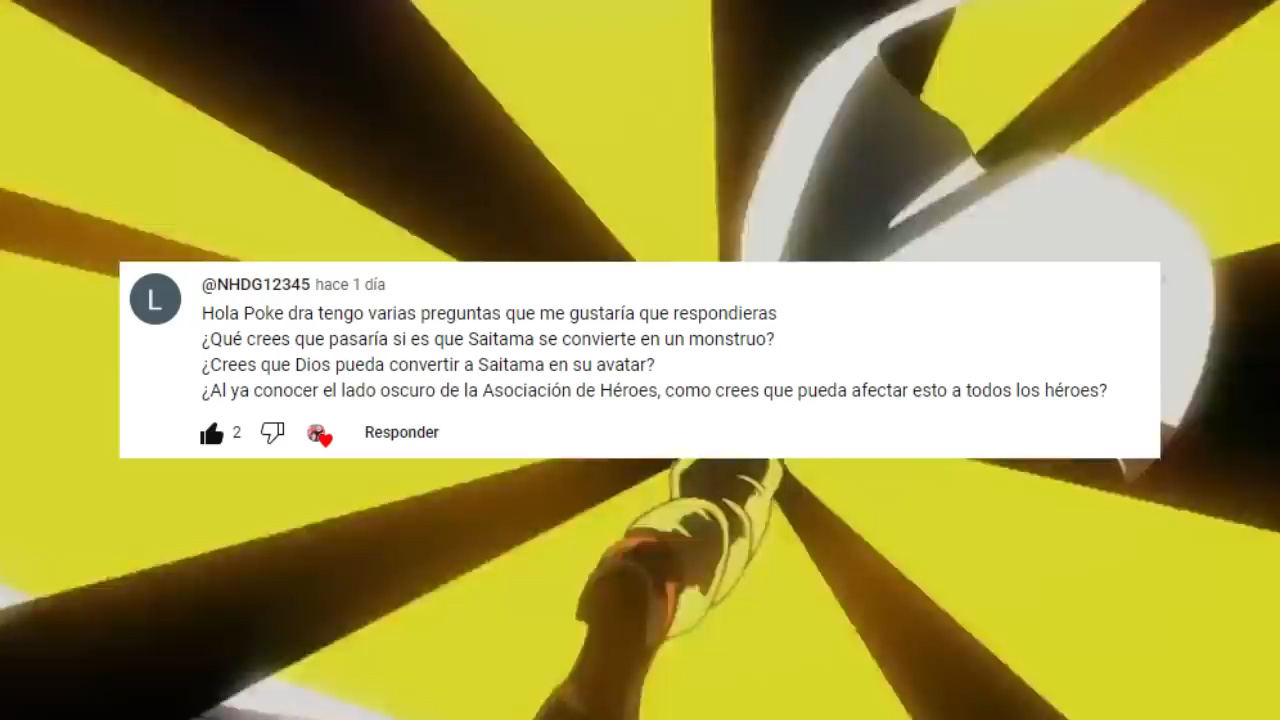 L
@NHDG12345 hace 1 día
Hola Poke dra tengo varias preguntas que me gustaría que respondieras
¿Qué crees que pasaría si es que Saitama se convierte en un monstruo?
¿Crees que Dios pueda convertir a Saitama en su avatar?
¿Al ya conocer el lado oscuro de la Asociación de Héroes, como crees que pueda afectar esto a todos los héroes?
2 Responder